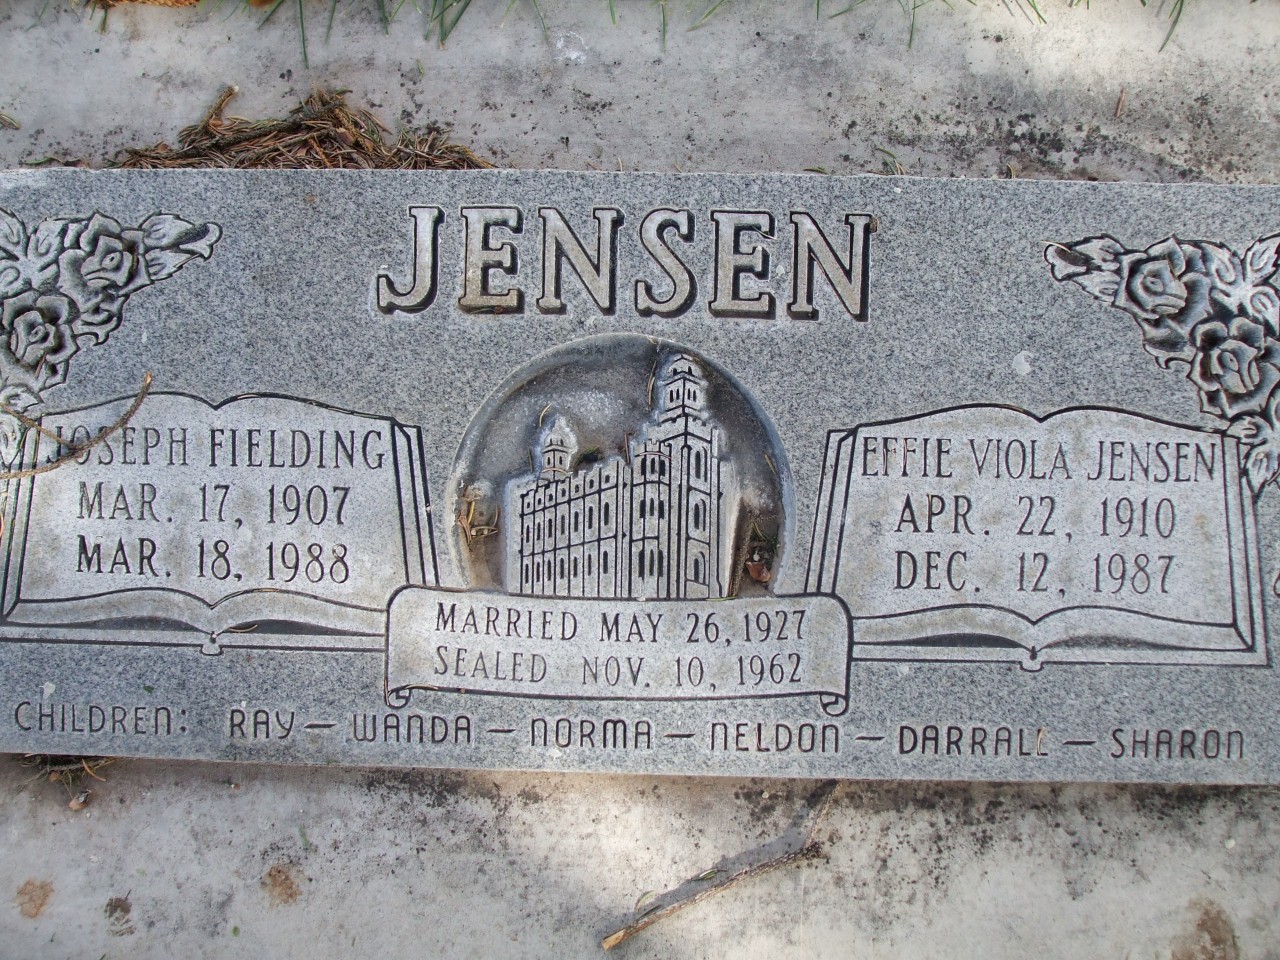 JENSEN
JOSEPH FIELDING
MAR. 17, 1907
MAR. 18, 1988
EFFIE VIOLA JENSEN
APR. 22, 1910
DEC. 12, 1987
MARRIED MAY 26, 1927
SEALED NOV. 10, 1962
CHILDREN: RAY – WANDA – NORMA – NELDON – DARRALL – SHARON